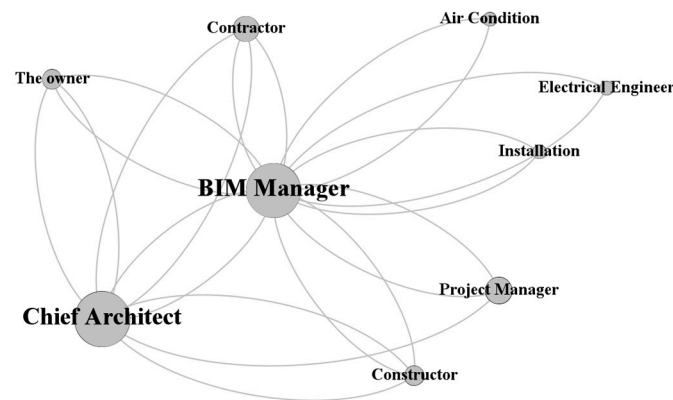 Air Condition
Contractor
The owner
Electrical Engineer
Installation
BIM Manager
Project Manager
Chief Architect
Constructor